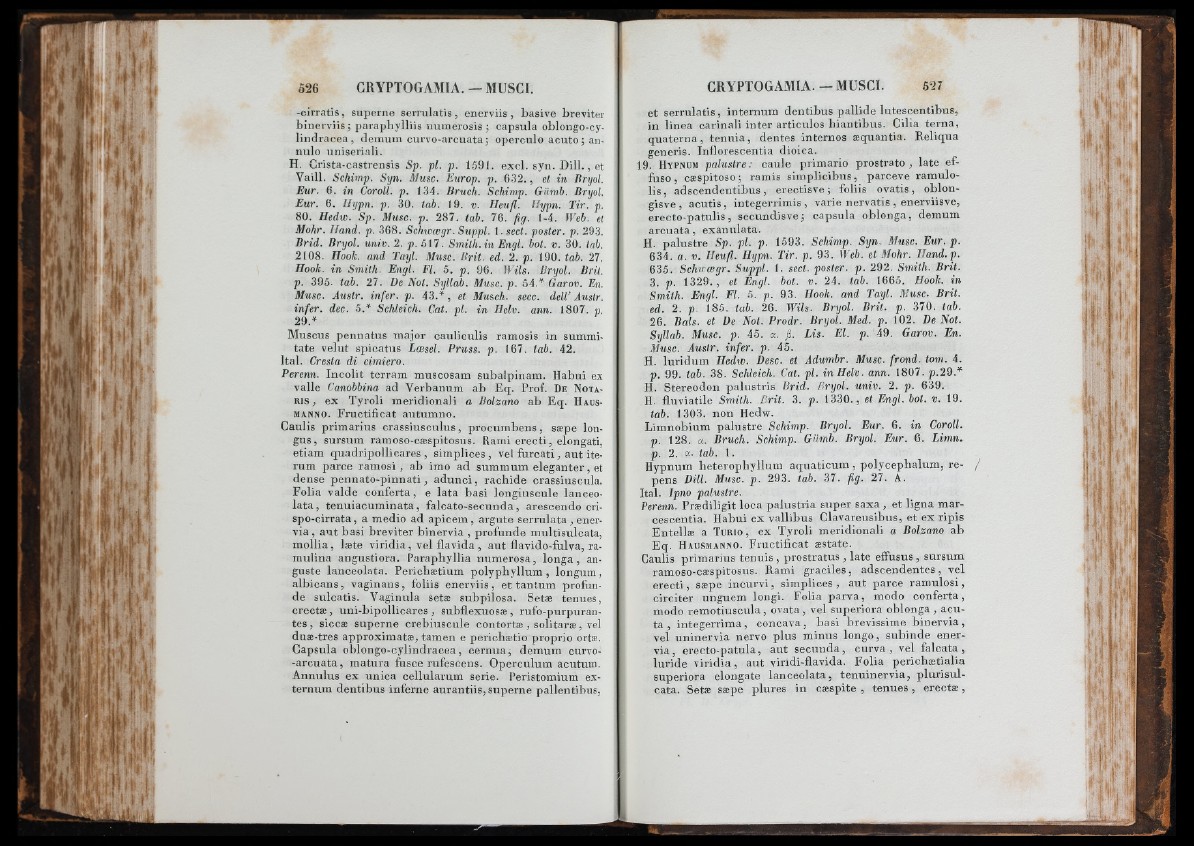 526 CRYPTOGAMIA. — MUSCI.
-cirratis, superne serrulatis, enerviis, basive breviter
binerviis; paraphylliis numerosis; capsula oblongo-cy-
lindracea, demum curvo-arcuata; operculo acuto; an-
nulo uniseriali.
H. Crista-castrensis Sp. pl. p. 1591. excl. syn. Dill., et
Vaill. Schimp. Syn. Musc. Europ. p. 632., et in Bryol.
Eur. 6. in Coroll. p. 134. Bruch. Schimp. Gümb. Bryol.
Eur. 6. Hypn. p. 30. tab. 19. v. Heufl. Hypn. Tir. p.
80. Hedw. Sp. Musc. p. 287. tab. 76. fig. 1-4. Web. et
Mohr. Hand. p. 368. Schwægr. Suppl. 1. sect. poster. p. 293.
Brid. Bryol. univ. 2. p. 517. Smith. in Engl. bot. v. 30. tab.
2108. Hook. and Tayl. Musc. Brit. ed. 2. p. 190. tab. 27.
Hook. in Smith. Engl. Fl. 5. p. 96. Wils. Bryol. Brit.
p. 395. tab. 27. De Not. Syllab. Musc. p. 54.* Garov. En.
Musc. Austr. infer. p. 43.*, et Musch. secc. dell' Austr.
infer. dec. 5.* Schleich. Cat. pl. in Helv. ann. 1807. p.
29.*
Muscus pennatus major cauliculis ramosis in summi-
tate velut spicatus Lœsel. Pruss. p. 167. tab. 42.
Ital. Cresta di cimiero.
Perenn. Incolit terram muscosam subalpinam. Habui ex
valle Canobbina ad Verbanum ab Eq. Prof. DE NOTA-
RIS, ex Tyroli meridionali a Bolzano ab Eq. HAUS-
MANNO. Fructificat autumno.
Caulis primarius crassiusculus, procumbens, sæpe lon-
gus, sursum ramoso-cæspitosus. Rami erecti, elongati,
etiam quadripollicares, simplices, vel furcati, aut ite-
rum parce ramosi, ab imo ad summum eleganter, et
dense pennato-pinnati, adunci, rachide crassiuscula.
Folia valde conferta, e lata basi longiuscule lanceo-
lata, tenuiacuminata, falcato-secunda, arescendo cri-
spo-cirrata, a medio ad apicem, argute serrulata, ener-
via, aut basi breviter binervia, profunde multisulcata,
mollia, læte viridia, vel flavida, aut flavido-fulva, ra-
mulina angustiora. Paraphyllia numerosa, longa, an-
guste lanceolata. Perichætium polyphyllum, longum,
albicans, vaginans, foliis enerviis, et tantum profun-
de sulcatis. Vaginula setæ subpilosa. Setæ tenues,
erectæ, uni-bipollicares, subflexuosæ, rufo-purpuran-
tes, siccæ superne crebiuscule contortæ, solitaræ, vel
duæ-tres approximatæ, tamen e perichætio proprio ortæ.
Capsula oblongo-cylindracea, cernua, demum curvo-
-arcuata, matura fusce rufescens. Operculum acutum.
Annulus ex unica cellularum serie. Peristomium ex-
ternum dentibus inferne aurantiis, superne pallentibus,
CRYPTOGAMIA. — MUSCI. 527
et serrulatis, internum dentibus pallide lutescentibus,
in linea carinali inter articulos hiantibus. Cilia terna,
quaterna, tenuia, dentes internos æquantia. Reliqua
generis. Inflorescentia dioica.
19. HYPNUM palustre: caule primario prostrato, late ef-
fuso, cæspitoso; ramis simplicibus, parceve ramulo-
lis, adscendentibus, erectisve; foliis ovatis, oblon-
gisve, acutis, integerrimis, varie nervatis, enerviisve,
erecto-patulis, secundisve; capsula oblonga, demum
arcuata, exanulata.
H. palustre Sp. pl. p. 1593. Schimp. Syn. Musc. Eur. p.
634. a. v. Heufl. Hypn. Tir. p. 93. Web. et Mohr. Hand. p.
635. Schwægr. Suppl. 1. sect. poster. p. 292. Smith. Brit.
3. p. 1329., et Engl. bot. v. 24. tab. 1665. Hook. in
Smith. Engl. Fl. 5. p. 93. Hook. and Tayl. Musc. Brit.
ed. 2. p. 185. tab. 26. Wils. Bryol. Brit. p. 370. tab.
26. Bals. et De Not. Prodr. Bryol. Med. p. 102. De Not.
Syllab. Musc. p. 45. α. β. Lis. El. p. 49. Garov. En.
Musc. Austr. infer. p. 45.
H. luridum Hedw. Desc. et Adumbr. Musc. frond. tom. 4.
p. 99. tab. 38. Schleich. Cat. pl. in Helv. ann. 1807. p. 29.*
H. Stereodon palustris Brid. Bryol. univ. 2. p. 639.
H. fluviatile Smith. Brit. 3. p. 1330., et Engl. bot. v. 19.
tab. 1303. non Hedw.
Limnobium palustre Schimp. Bryol. Eur. 6. in Coroll.
p. 128. α. Bruch. Schimp. Gümb. Bryol. Eur. 6. Limn.
p. 2. α. tab. 1.
Hypnum heterophyllum aquaticum, polycephalum, re- /
pens Dill. Musc. p. 293. tab. 37. fig. 27. A.
Ital. Ipno palustre.
Perenn. Prædiligit loca palustria super saxa, et ligna mar-
cescentia. Habui ex vallibus Clavarensibus, et ex ripis
Entellæ a TURIO, ex Tyroli meridionali a Bolzano ab
Eq. HAUSMANNO. Fructificat æstate.
Caulis primarius tenuis, prostratus, late effusus, sursum
ramoso-cæspitosus. Rami graciles, adscendentes, vel
erecti, sæpe incurvi, simplices, aut parce ramulosi,
circiter unguem longi. Folia parva, modo conferta,
modo remotiuscula, ovata, vel superiora oblonga, acu-
ta, integerrima, concava, basi brevissime binervia,
vel uninervia nervo plus minus longo, subinde ener-
via, erecto-patula, aut secunda, curva, vel falcata,
luride viridia, aut viridi-flavida. Folia perichætialia
superiora elongate lanceolata, tenuinervia, plurisul-
cata. Setæ sæpe plures in cæspite, tenues, erectæ,